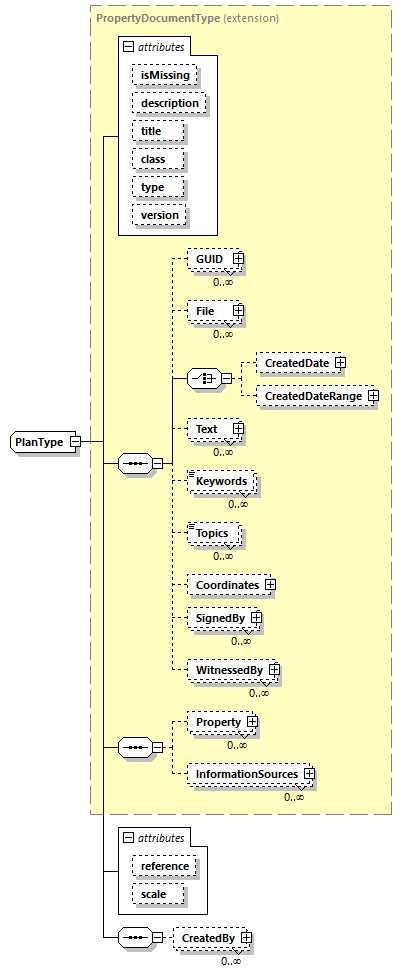 PropertyDocumentType (extension)
attributes
isMissing
description
title
class
type
version
GUID
0..∞
File
0..∞
CreatedDate
CreatedDateRange
PlanType
Text
0..∞
Keywords
0..∞
Topics
0..∞
Coordinates
SignedBy
0..∞
WitnessedBy
0..∞
Property
0..∞
InformationSources
0..∞
attributes
reference
scale
CreatedBy
0..∞